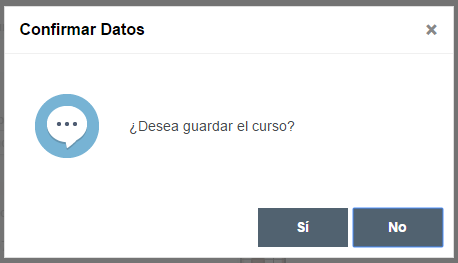 Confirmar Datos
×
¿Desea guardar el curso?
Sí
No